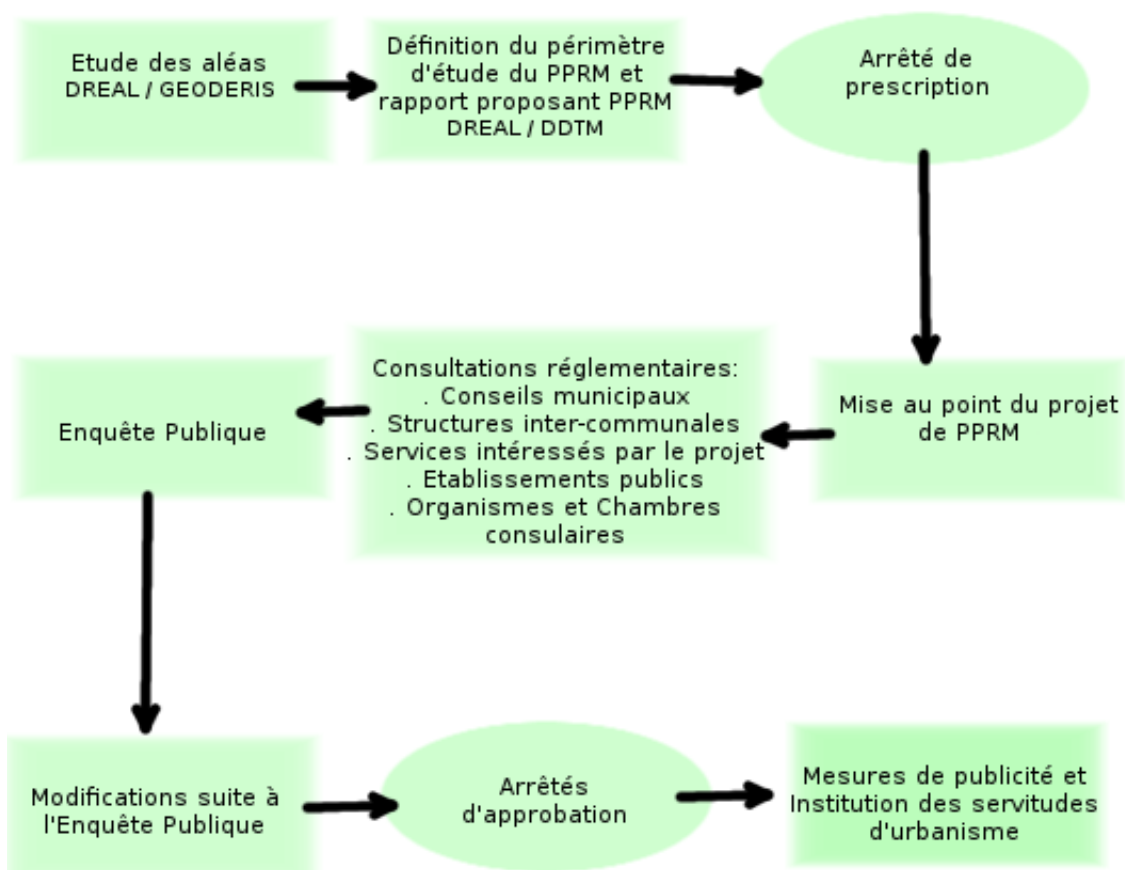 Etude des aléas
DREAL / GEODERIS
Définition du périmètre
d'étude du PPRM et
rapport proposant PPRM
DREAL / DDTM
Arrêté de
prescription
Mise au point du projet
de PPRM
Consultations réglementaires:
. Conseils municipaux
. Structures inter-communales
. Services intéressés par le projet
. Etablissements publics
. Organismes et Chambres
consulaires
Enquête Publique
Modifications suite à
l'Enquête Publique
Arrêtés
d'approbation
Mesures de publicité et
Institution des servitudes
d'urbanisme